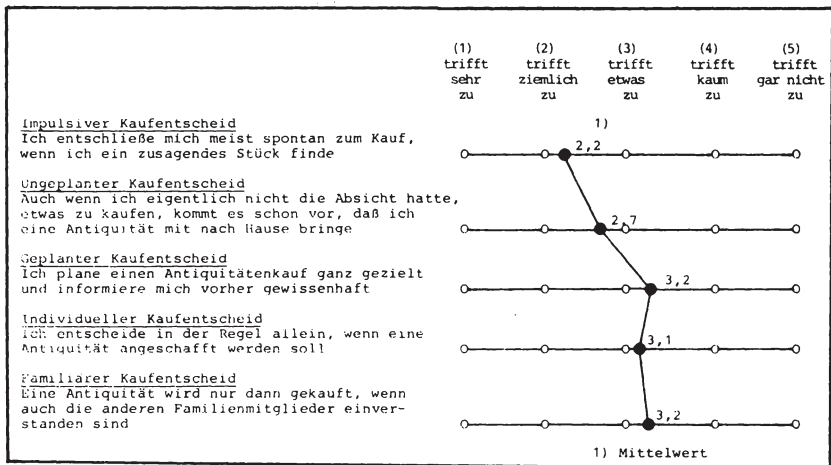 (1) (2) (3) (4) (5)
trifft trifft trifft trifft trifft
sehr ziemlich etwas kaum gar nicht
zu zu zu zu zu
Impulsiver Kaufentscheid 1)
Ich entschließe mich meist spontan zum Kauf,
wenn ich ein zusagendes Stück finde 2,2
Ungeplanter Kaufentscheid
Auch wenn ich eigentlich nicht die Absicht hatte,
etwas zu kaufen, kommt es schon vor, daß ich
eine Antiquität mit nach Hause bringe 2,7
Geplanter Kaufentscheid
Ich plane einen Antiquitätenkauf ganz gezielt
und informiere mich vorher gewissenhaft 3,2
Individueller Kaufentscheid
Ich entscheide in der Regel allein, wenn eine
Antiquität angeschafft werden soll 3,1
Familiärer Kaufentscheid
Eine Antiquität wird nur dann gekauft, wenn
auch die anderen Familienmitglieder einver-
standen sind 3,2
1) Mittelwert